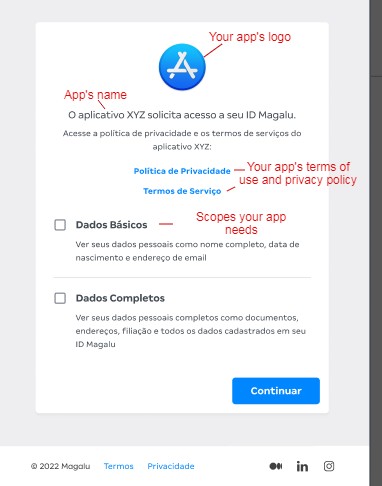 Your app's logo
App's name
O aplicativo XYZ solicita acesso a seu ID Magalu.
Acesse a política de privacidade e os termos de serviços do
aplicativo XYZ:
Política de Privacidade
Termos de Serviço
Your app's terms of
use and privacy policy
Dados Básicos
Scopes your app
needs
Ver seus dados pessoais como nome completo, data de
nascimento e endereço de email
Dados Completos
Ver seus dados pessoais completos como documentos,
endereços, filiação e todos os dados cadastrados em seu
ID Magalu
Continuar
© 2022 Magalu Termos Privacidade
in